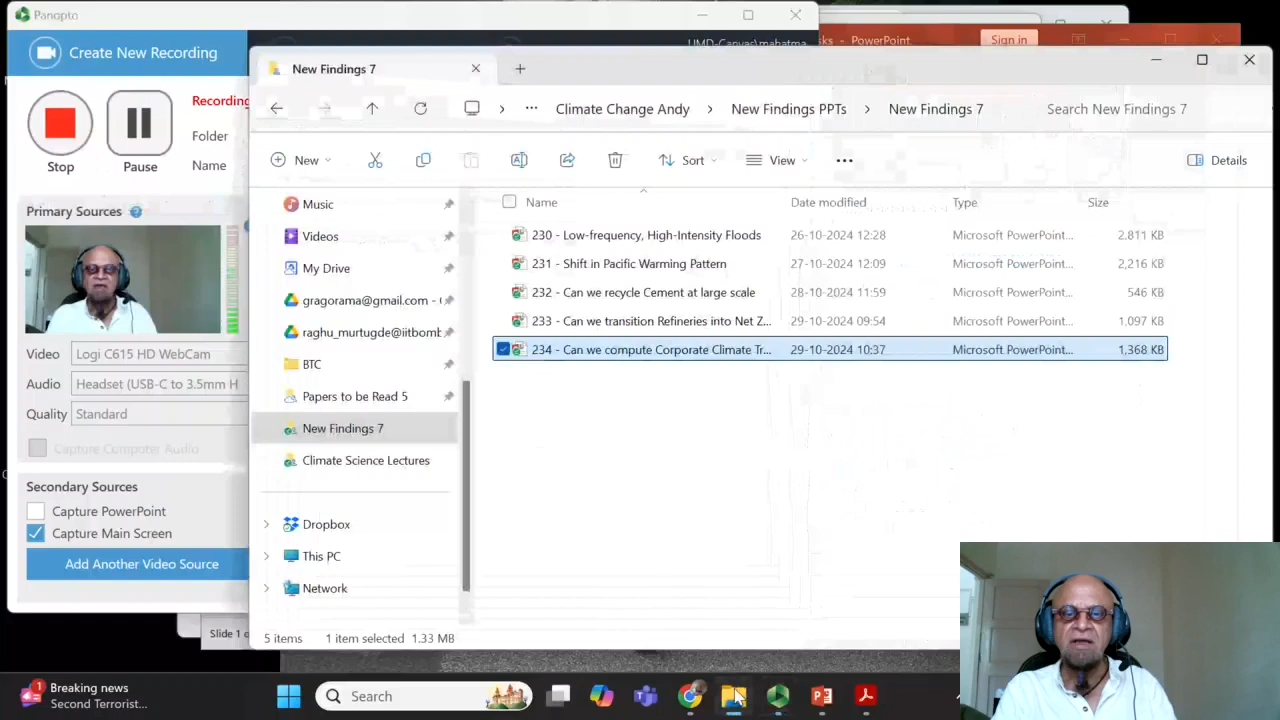 Panopto
Create New Recording
Recording
Stop
Pause
Folder
Name
Primary Sources
Video
Logi C615 HD WebCam
Audio
Headset (USB-C to 3.5mm H
Quality
Standard
Capture Computer Audio
Secondary Sources
Capture PowerPoint
Capture Main Screen
Add Another Video Source
UMD-Canvas\mahatma
sks - PowerPoint
Sign in
New Findings 7
Climate Change Andy
New Findings PPTs
New Findings 7
Search New Findings 7
New
Sort
View
Details
Music
Videos
My Drive
gragorama@gmail.com -
raghu_murtugde@iitbomb
BTC
Papers to be Read 5
New Findings 7
Climate Science Lectures
Dropbox
This PC
Network
Name Date modified Type Size
230 - Low-frequency, High-Intensity Floods 26-10-2024 12:28 Microsoft PowerPoint... 2,811 KB
231 - Shift in Pacific Warming Pattern 27-10-2024 12:09 Microsoft PowerPoint... 2,216 KB
232 - Can we recycle Cement at large scale 28-10-2024 11:59 Microsoft PowerPoint... 546 KB
233 - Can we transition Refineries into Net Z... 29-10-2024 09:54 Microsoft PowerPoint... 1,097 KB
234 - Can we compute Corporate Climate Tr... 29-10-2024 10:37 Microsoft PowerPoint... 1,368 KB
5 items 1 item selected 1.33 MB
Slide 1 o
Breaking news
Second Terrorist...
1
Search